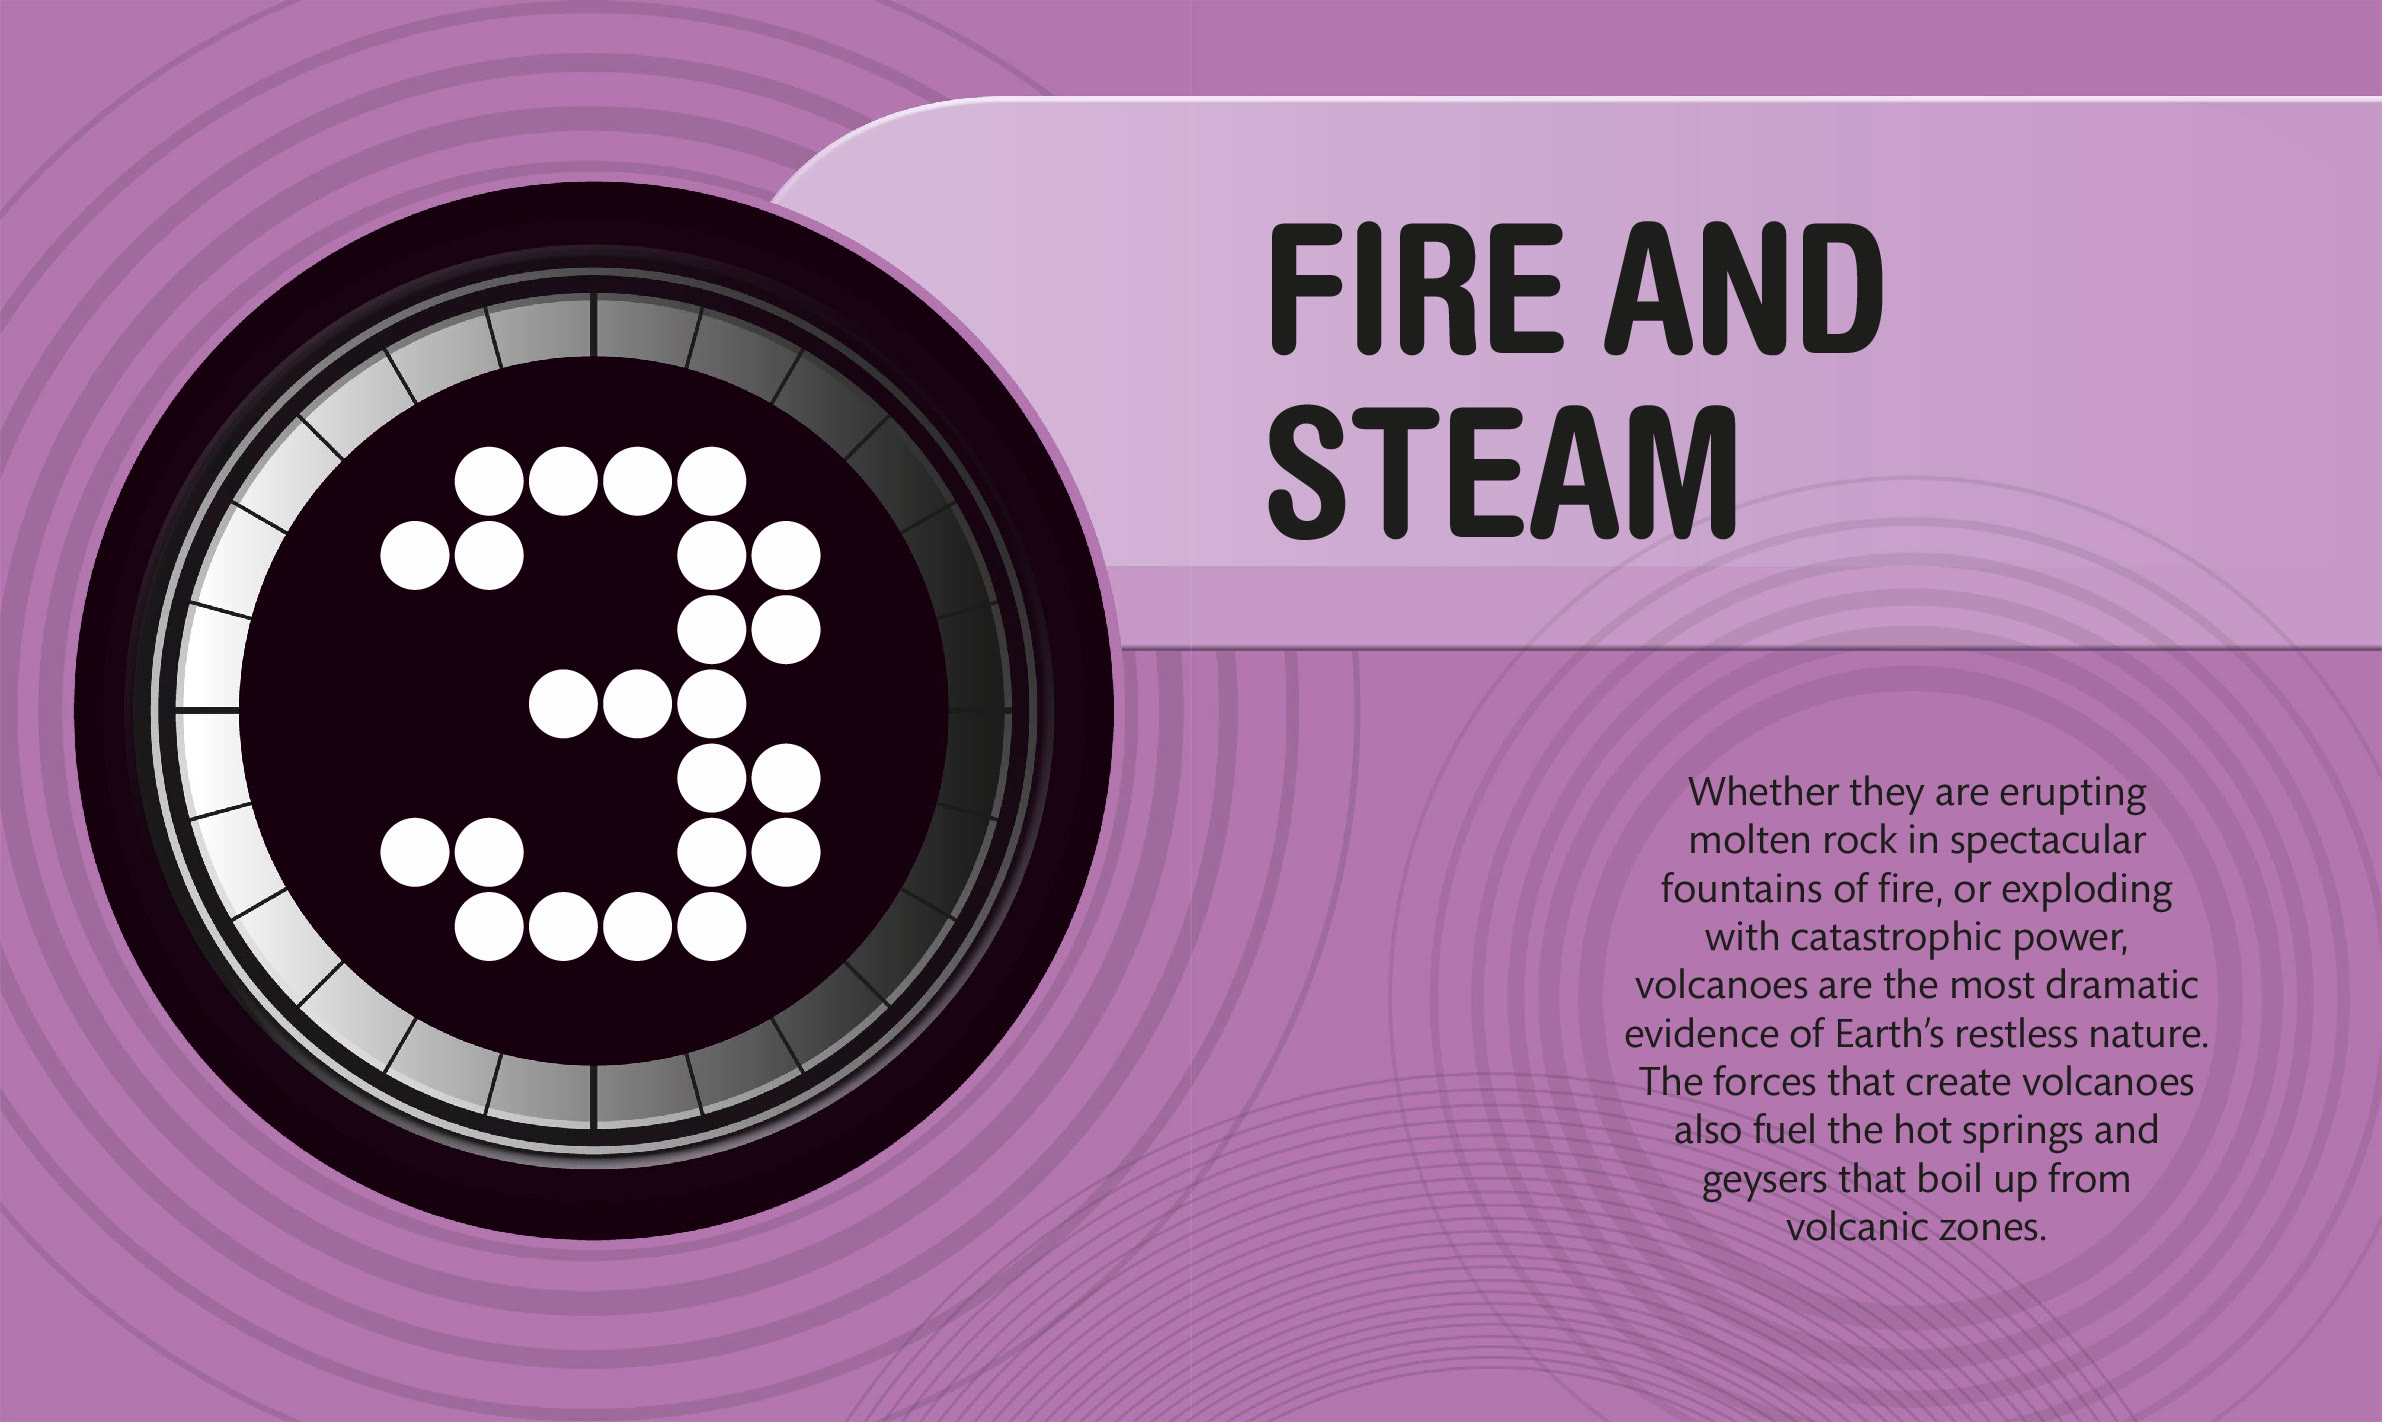 3
FIRE AND
STEAM
Whether they are erupting
molten rock in spectacular
fountains of fire, or exploding
with catastrophic power,
volcanoes are the most dramatic
evidence of Earth’s restless nature.
The forces that create volcanoes
also fuel the hot springs and
geysers that boil up from
volcanic zones.